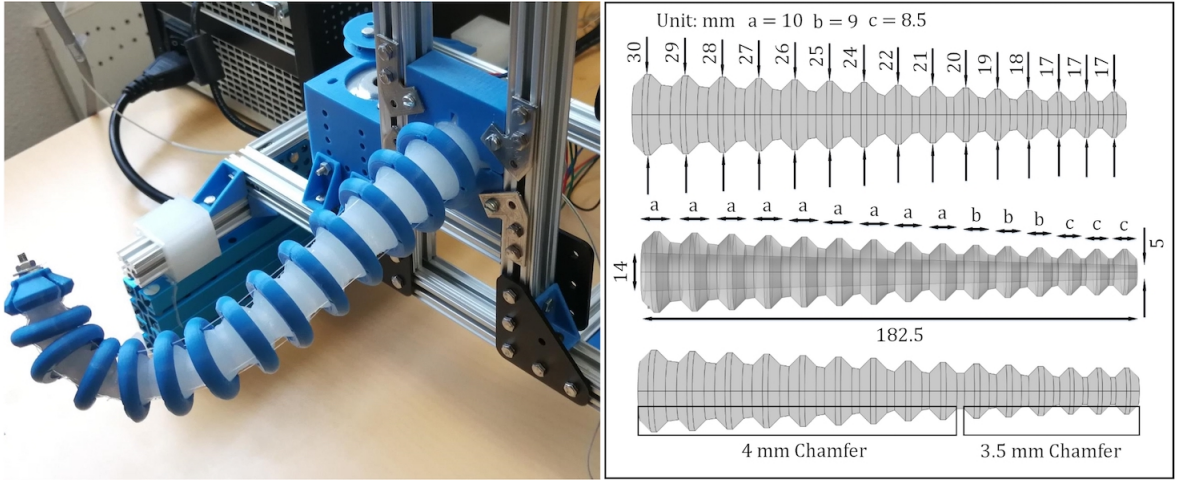 Unit: mm a = 10 b = 9 c = 8.5
30 29 28 27 26 25 24 22 21 20 19 18 17 17 17
a a a a a a a a a b b b c c c
14
5
182.5
4 mm Chamfer
3.5 mm Chamfer